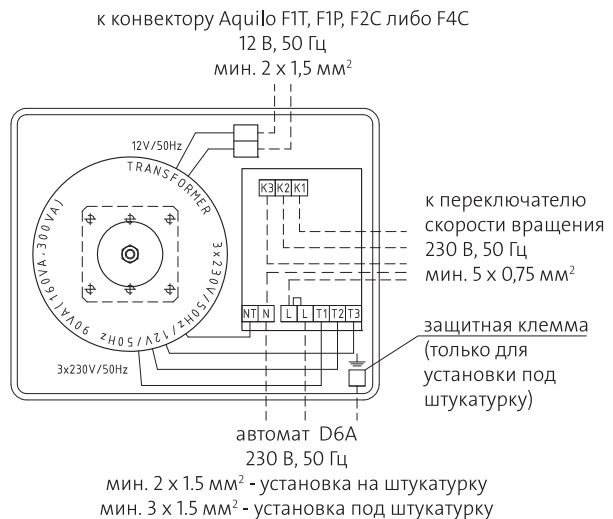 к конвектору Aquilo F1T, F1P, F2C либо F4C
12 В, 50 Гц
мин. 2 x 1,5 мм²
12V/50Hz
TRANSFORMER
3x230V/50Hz/12V/50Hz
90VA(160VA-300VA)
K3 K2 K1
к переключателю
скорости вращения
230 В, 50 Гц
мин. 5 x 0,75 мм²
NT N L L T1 T2 T3
3x230V/50Hz
защитная клемма
(только для
установки под
штукатурку)
автомат D6A
230 В, 50 Гц
мин. 2 x 1.5 мм² - установка на штукатурку
мин. 3 x 1.5 мм² - установка под штукатурку